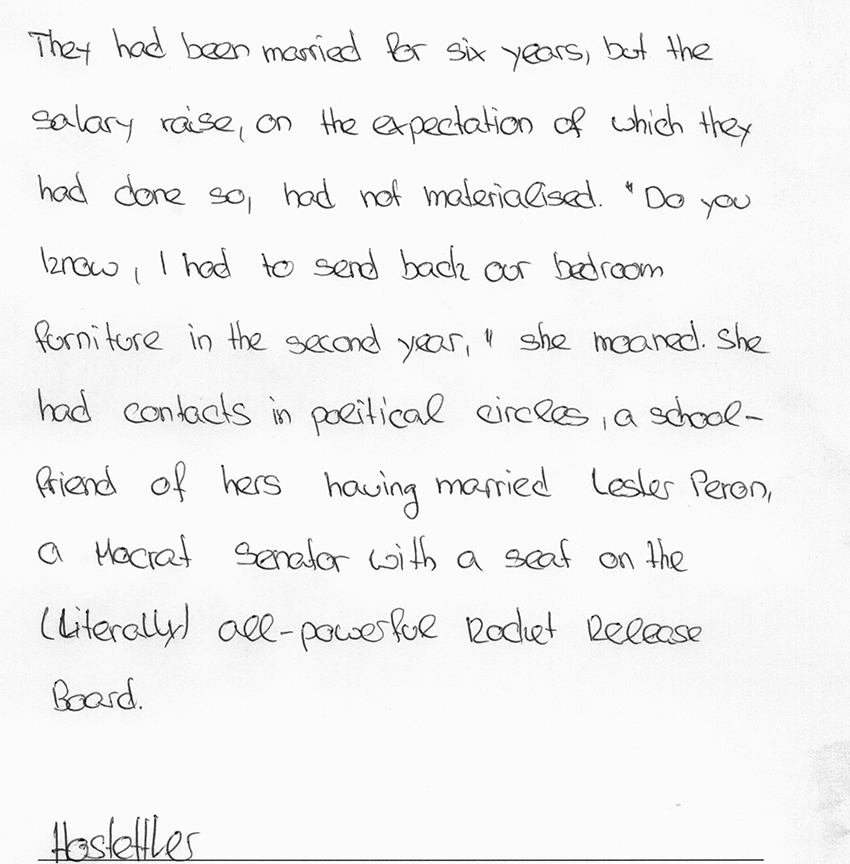 They had been married for six years, but the
salary raise, on the expectation of which they
had done so, had not materialised. "Do you
know, I had to send back our bedroom
furniture in the second year," she moaned. She
had contacts in political circles, a school-
friend of hers having married Lester Peron,
a Mocrat Senator with a seat on the
(Literally) all-powerful Rocket Release
Board.
Hostettler